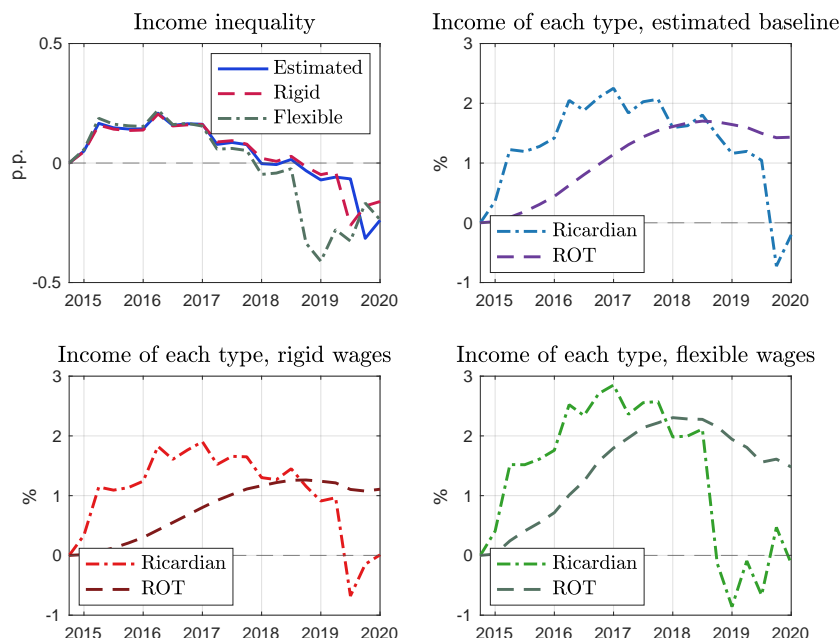 Income inequality
0.5
0
-0.5
p.p.
Estimated
Rigid
Flexible
2015 2016 2017 2018 2019 2020
Income of each type, estimated baseline
3
2
1
0
-1
%
Ricardian
ROT
2015 2016 2017 2018 2019 2020
Income of each type, rigid wages
3
2
1
0
-1
%
Ricardian
ROT
2015 2016 2017 2018 2019 2020
Income of each type, flexible wages
3
2
1
0
-1
%
Ricardian
ROT
2015 2016 2017 2018 2019 2020